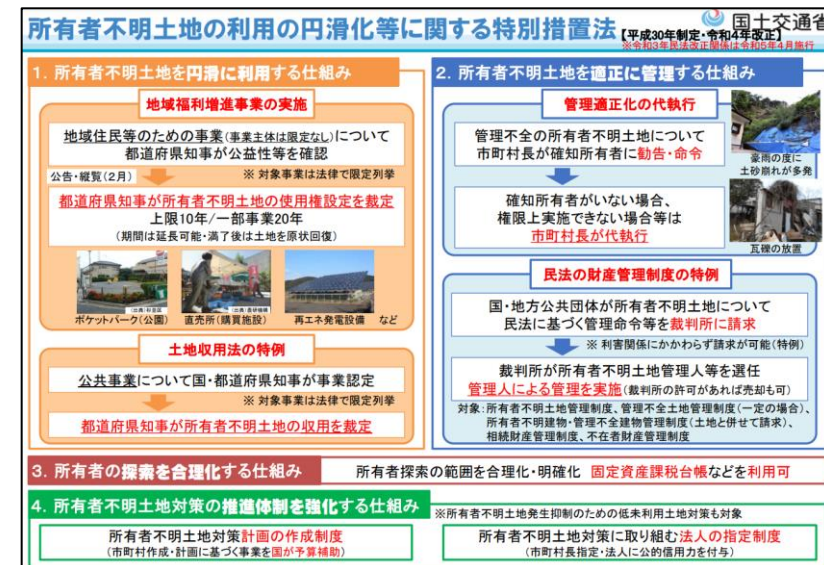 所有者不明土地の利用の円滑化等に関する特別措置法
【平成30年制定・令和4年改正】
※令和3年民法改正関係は令和5年4月施行
国土交通省
1. 所有者不明土地を円滑に利用する仕組み
地域福利増進事業の実施
地域住民等のための事業(事業主体は限定なし)について
都道府県知事が公益性等を確認
公告・縦覧(2月)
※ 対象事業は法律で限定列挙
都道府県知事が所有者不明土地の使用権設定を裁定
上限10年/一部事業20年
(期間は延長可能・満了後は土地を原状回復)
ポケットパーク(公園)
直売所(購買施設)
再エネ発電設備 など
土地収用法の特例
公共事業について国・都道府県知事が事業認定
※ 対象事業は法律で限定列挙
都道府県知事が所有者不明土地の収用を裁定
2. 所有者不明土地を適正に管理する仕組み
管理適正化の代執行
管理不全の所有者不明土地について
市町村長が確知所有者に勧告・命令
確知所有者がいない場合、
権限上実施できない場合等は
市町村長が代執行
豪雨の度に
土砂崩れが多発
瓦礫の放置
民法の財産管理制度の特例
国・地方公共団体が所有者不明土地について
民法に基づく管理命令等を裁判所に請求
※ 利害関係にかかわらず請求が可能(特例)
裁判所が所有者不明土地管理人等を選任
管理人による管理を実施(裁判所の許可があれば売却も可)
対象:所有者不明土地管理制度、管理不全土地管理制度(一定の場合)、
所有者不明建物・管理不全建物管理制度(土地と併せて請求)、
相続財産管理制度、不在者財産管理制度
3. 所有者の探索を合理化する仕組み
所有者探索の範囲を合理化・明確化 固定資産課税台帳などを利用可
4. 所有者不明土地対策の推進体制を強化する仕組み
※所有者不明土地発生抑制のための低未利用土地対策も対象
所有者不明土地対策計画の作成制度
(市町村作成・計画に基づく事業を国が予算補助)
所有者不明土地対策に取り組む法人の指定制度
(市町村長指定・法人に公的信用力を付与)